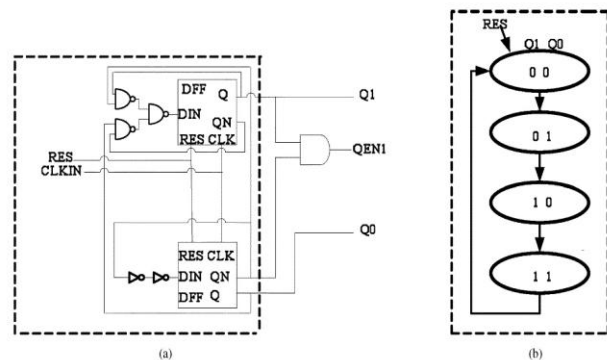 DFF Q
DIN
QN
RES CLK
Q1
QEN1
RES
CLKIN
Q0
RES CLK
DIN QN
DFF Q
(a)
RES
Q1 Q0
0 0
0 1
1 0
1 1
(b)